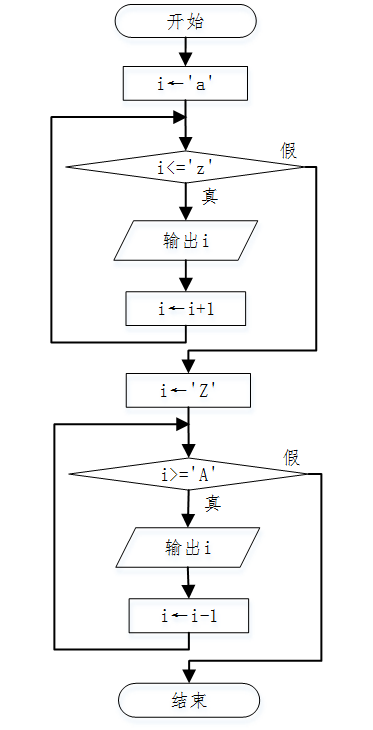 开始
i←'a'
i<='z'
假
真
输出i
i←i+1
i←'Z'
i>='A'
假
真
输出i
i←i-1
结束